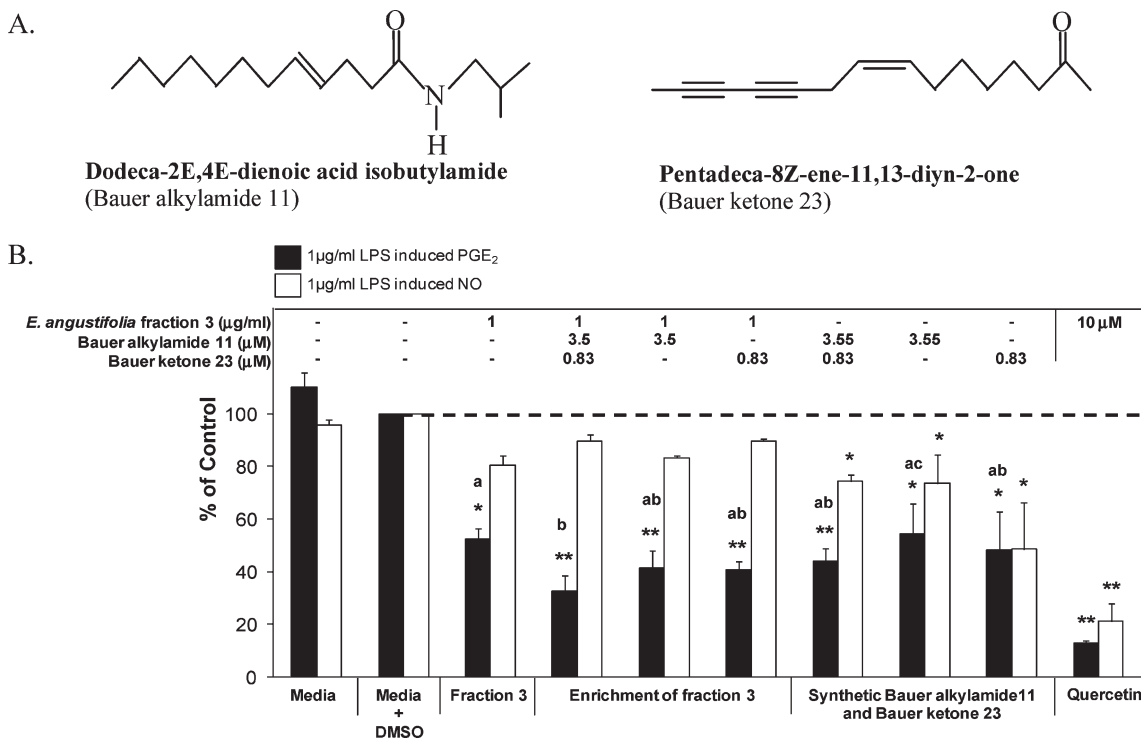 A.
O
N
H
O
Dodeca-2E,4E-dienoic acid isobutylamide
(Bauer alkylamide 11)
Pentadeca-8Z-ene-11,13-diyn-2-one
(Bauer ketone 23)
B.
1µg/ml LPS induced PGE₂
1µg/ml LPS induced NO
E. angustifolia fraction 3 (µg/ml) - - 1 1 1 1 - - - 10 µM
Bauer alkylamide 11 (µM) - - - 3.5 3.5 - 3.55 3.55 -
Bauer ketone 23 (µM) - - - 0.83 - 0.83 0.83 - 0.83
% of Control
100
80
60
40
20
0
a
*
b
**
ab
**
ab
**
ab
**
*
ac
*
*
ab
*
*
**
**
Media
Media
+
DMSO
Fraction 3
Enrichment of fraction 3
Synthetic Bauer alkylamide11
and Bauer ketone 23
Quercetin